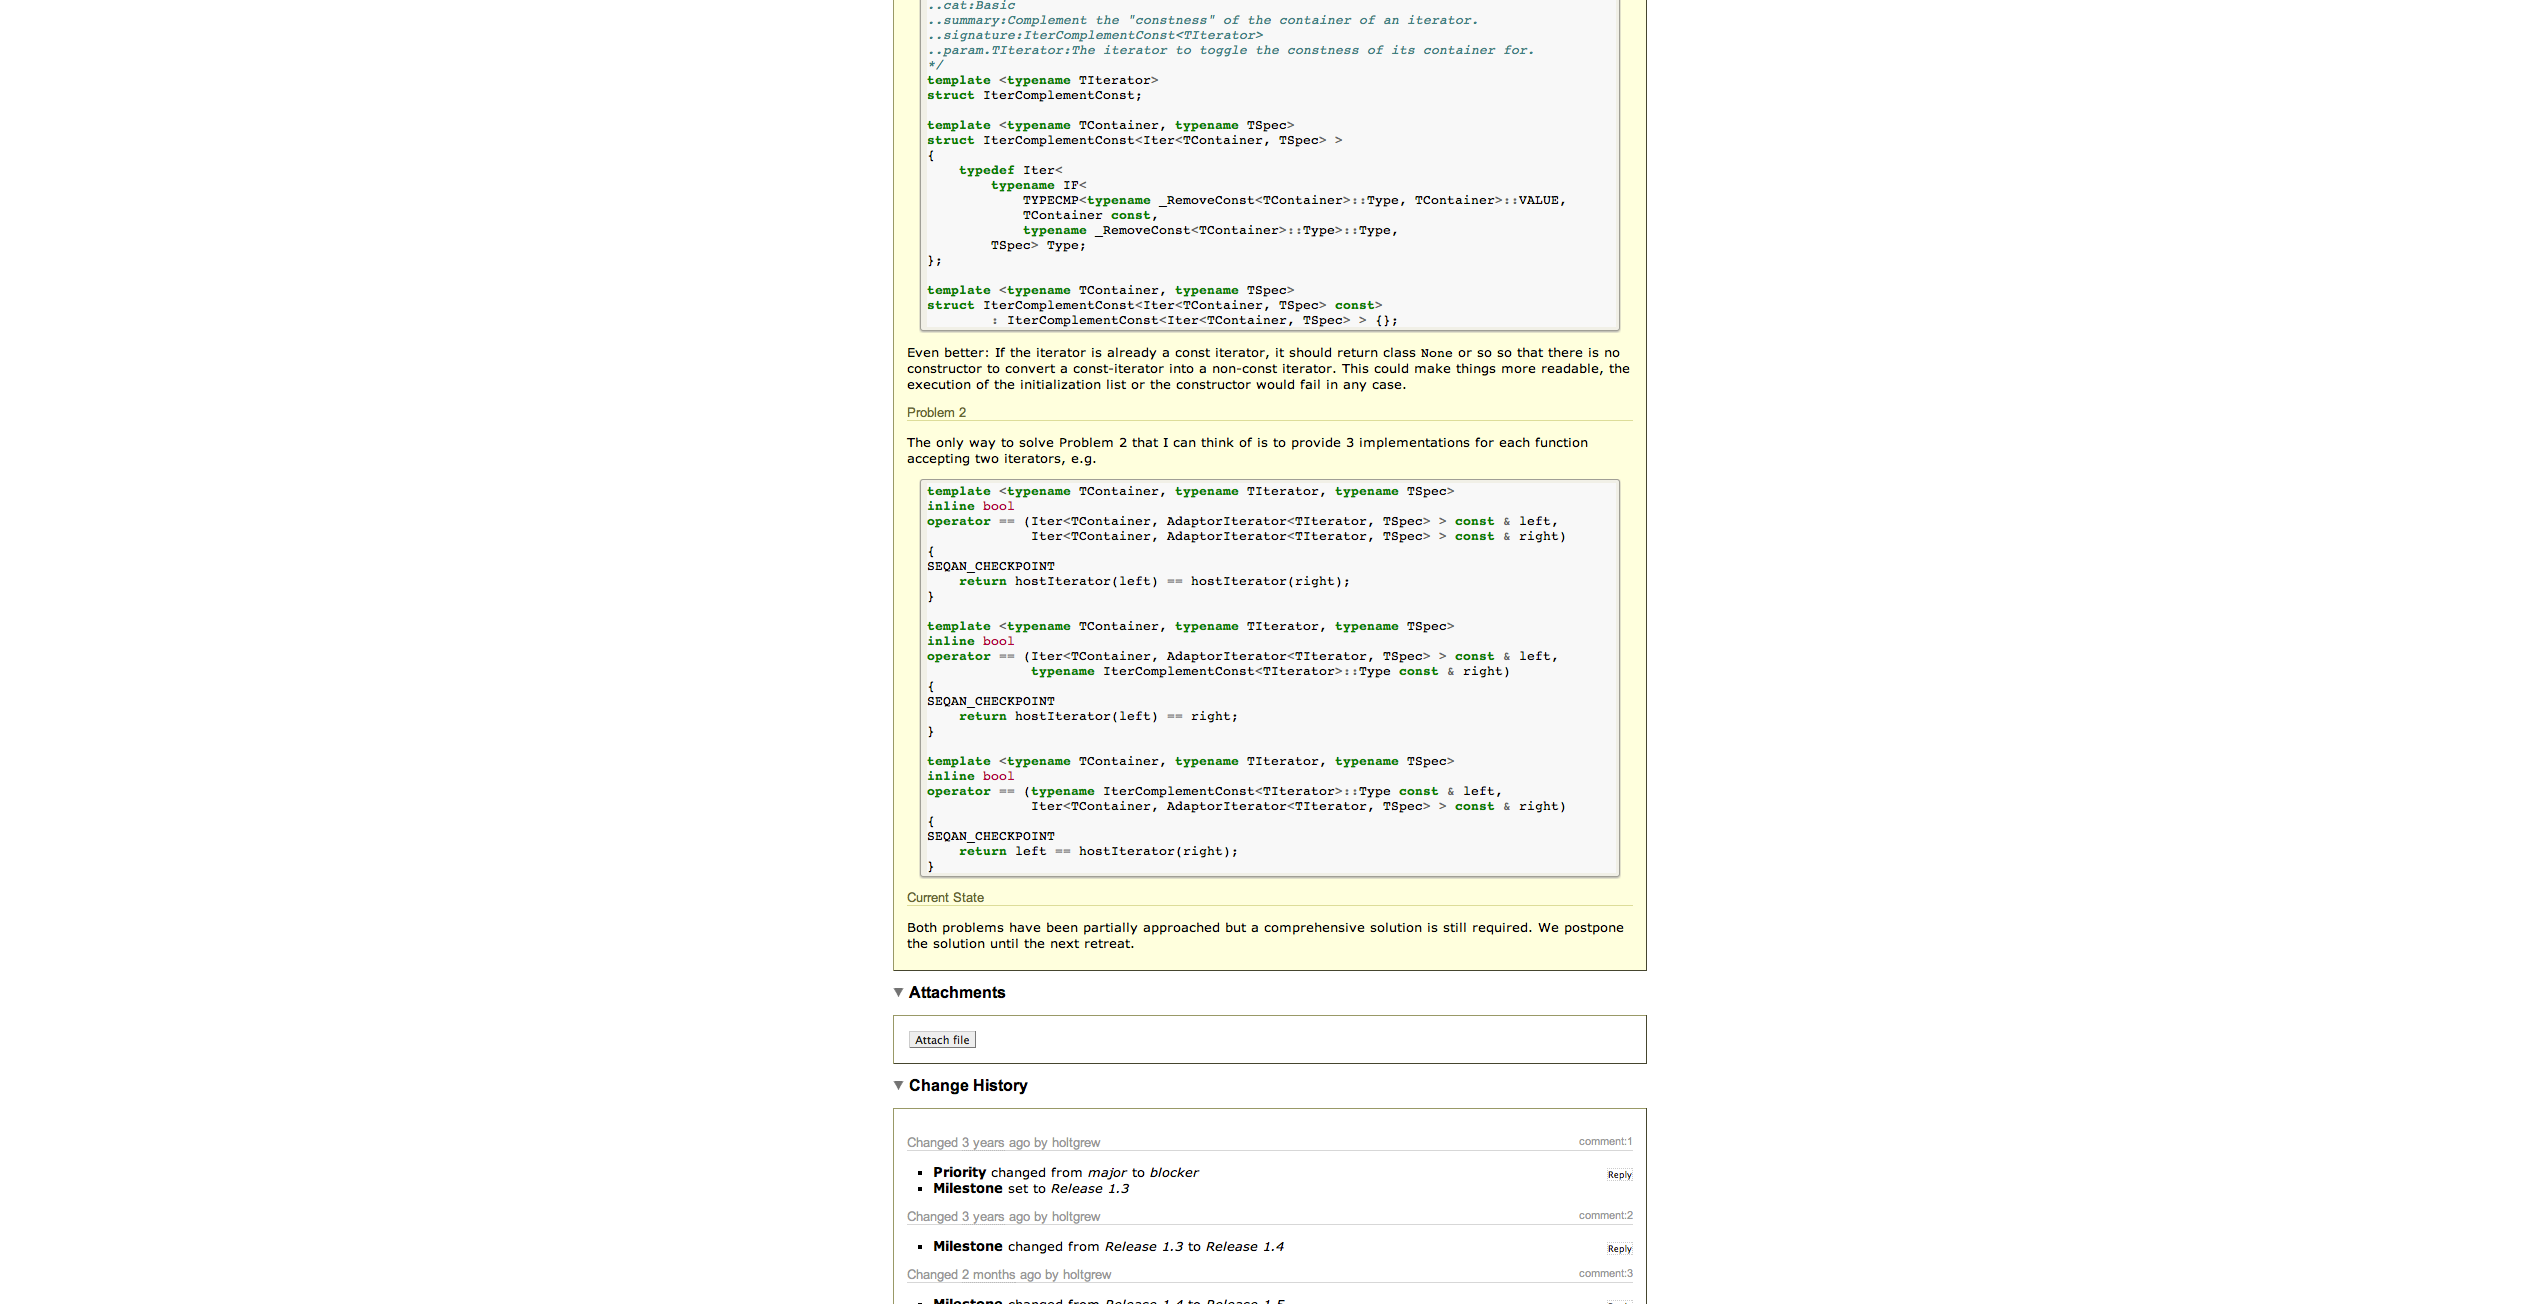 ..cat:Basic
..summary:Complement the "constness" of the container of an iterator.
..signature:IterComplementConst<TIterator>
..param.TIterator:The iterator to toggle the constness of its container for.
*/
template <typename TIterator>
struct IterComplementConst;
template <typename TContainer, typename TSpec>
struct IterComplementConst<Iter<TContainer, TSpec> >
{
    typedef Iter<
        typename IF<
            TYPECMP<typename _RemoveConst<TContainer>::Type, TContainer>::VALUE,
            TContainer const,
            typename _RemoveConst<TContainer>::Type>::Type,
        TSpec> Type;
};
template <typename TContainer, typename TSpec>
struct IterComplementConst<Iter<TContainer, TSpec> const>
        : IterComplementConst<Iter<TContainer, TSpec> > {};
Even better: If the iterator is already a const iterator, it should return class None or so so that there is no
constructor to convert a const-iterator into a non-const iterator. This could make things more readable, the
execution of the initialization list or the constructor would fail in any case.
Problem 2
The only way to solve Problem 2 that I can think of is to provide 3 implementations for each function
accepting two iterators, e.g.
template <typename TContainer, typename TIterator, typename TSpec>
inline bool
operator == (Iter<TContainer, AdaptorIterator<TIterator, TSpec> > const & left,
             Iter<TContainer, AdaptorIterator<TIterator, TSpec> > const & right)
{
SEQAN_CHECKPOINT
    return hostIterator(left) == hostIterator(right);
}
template <typename TContainer, typename TIterator, typename TSpec>
inline bool
operator == (Iter<TContainer, AdaptorIterator<TIterator, TSpec> > const & left,
             typename IterComplementConst<TIterator>::Type const & right)
{
SEQAN_CHECKPOINT
    return hostIterator(left) == right;
}
template <typename TContainer, typename TIterator, typename TSpec>
inline bool
operator == (typename IterComplementConst<TIterator>::Type const & left,
             Iter<TContainer, AdaptorIterator<TIterator, TSpec> > const & right)
{
SEQAN_CHECKPOINT
    return left == hostIterator(right);
}
Current State
Both problems have been partially approached but a comprehensive solution is still required. We postpone
the solution until the next retreat.
Attachments
Attach file
Change History
Changed 3 years ago by holtgrew comment:1
Priority changed from major to blocker
Reply
Milestone set to Release 1.3
Changed 3 years ago by holtgrew comment:2
Milestone changed from Release 1.3 to Release 1.4
Reply
Changed 2 months ago by holtgrew comment:3
Milestone changed from Release 1.4 to Release 1.5